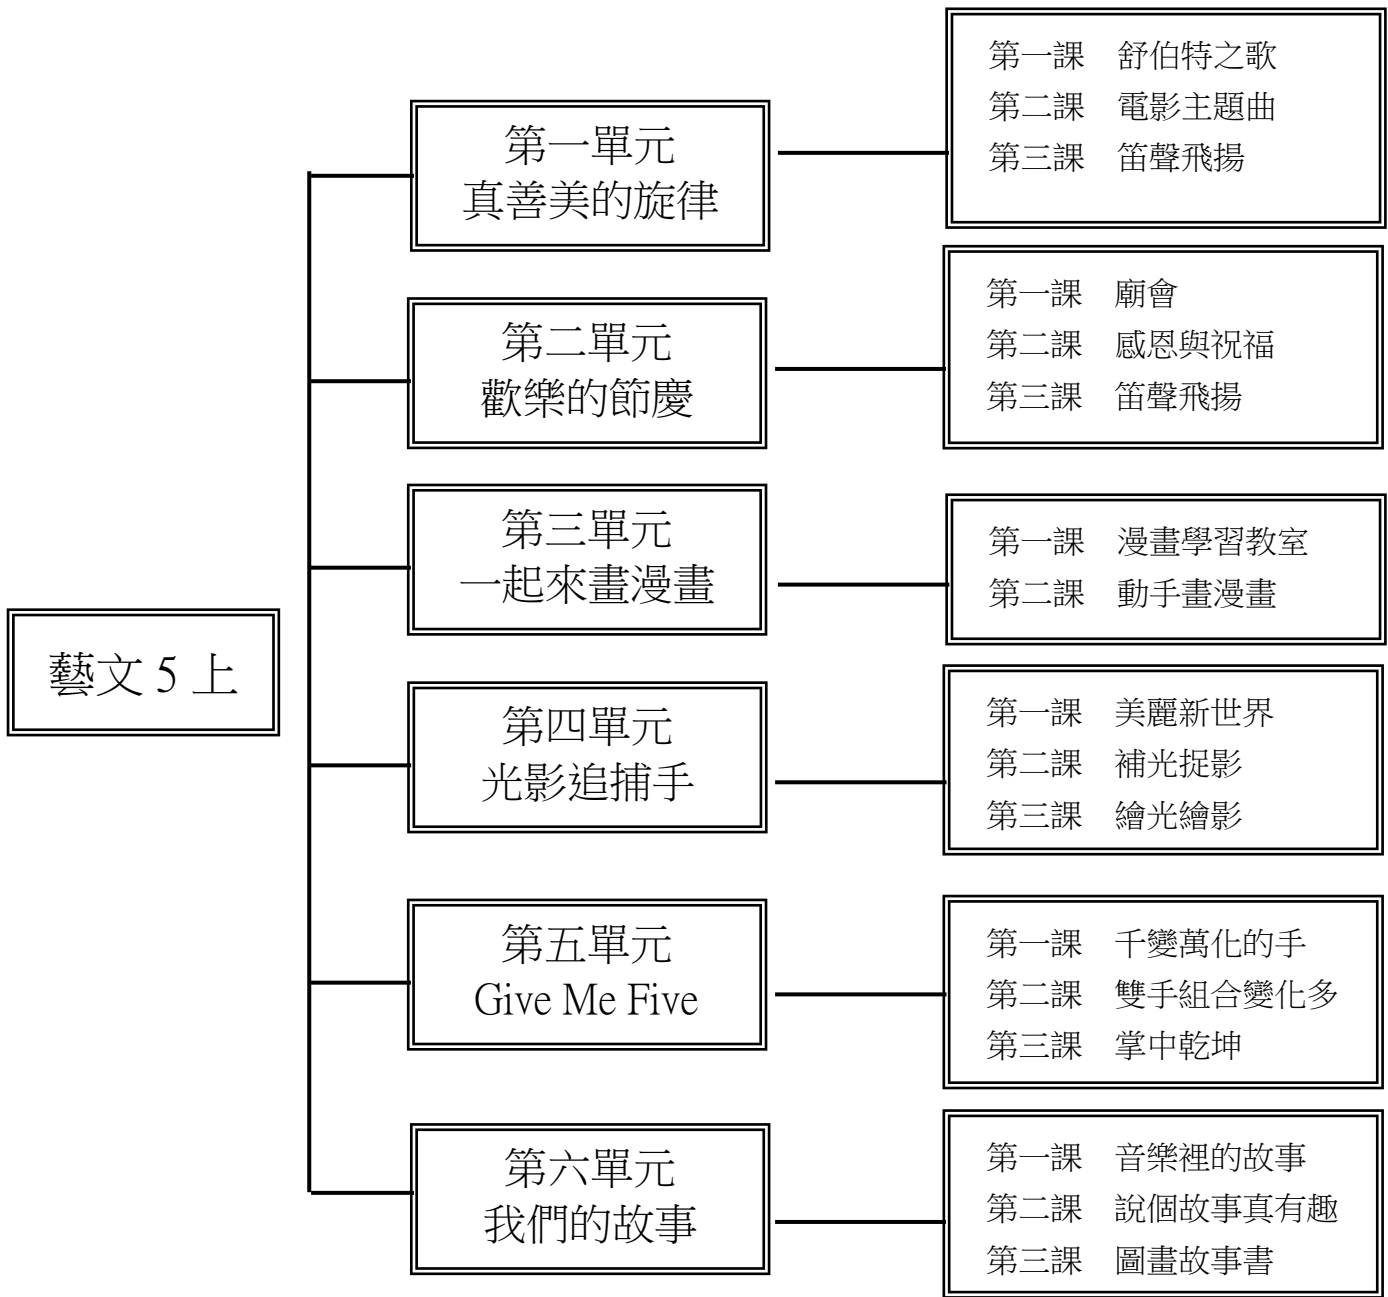 藝文 5 上
第一單元
真善美的旋律
第一課 舒伯特之歌
第二課 電影主題曲
第三課 笛聲飛揚
第二單元
歡樂的節慶
第一課 廟會
第二課 感恩與祝福
第三課 笛聲飛揚
第三單元
一起來畫漫畫
第一課 漫畫學習教室
第二課 動手畫漫畫
第四單元
光影追捕手
第一課 美麗新世界
第二課 補光捉影
第三課 繪光繪影
第五單元
Give Me Five
第一課 千變萬化的手
第二課 雙手組合變化多
第三課 掌中乾坤
第六單元
我們的故事
第一課 音樂裡的故事
第二課 說個故事真有趣
第三課 圖畫故事書